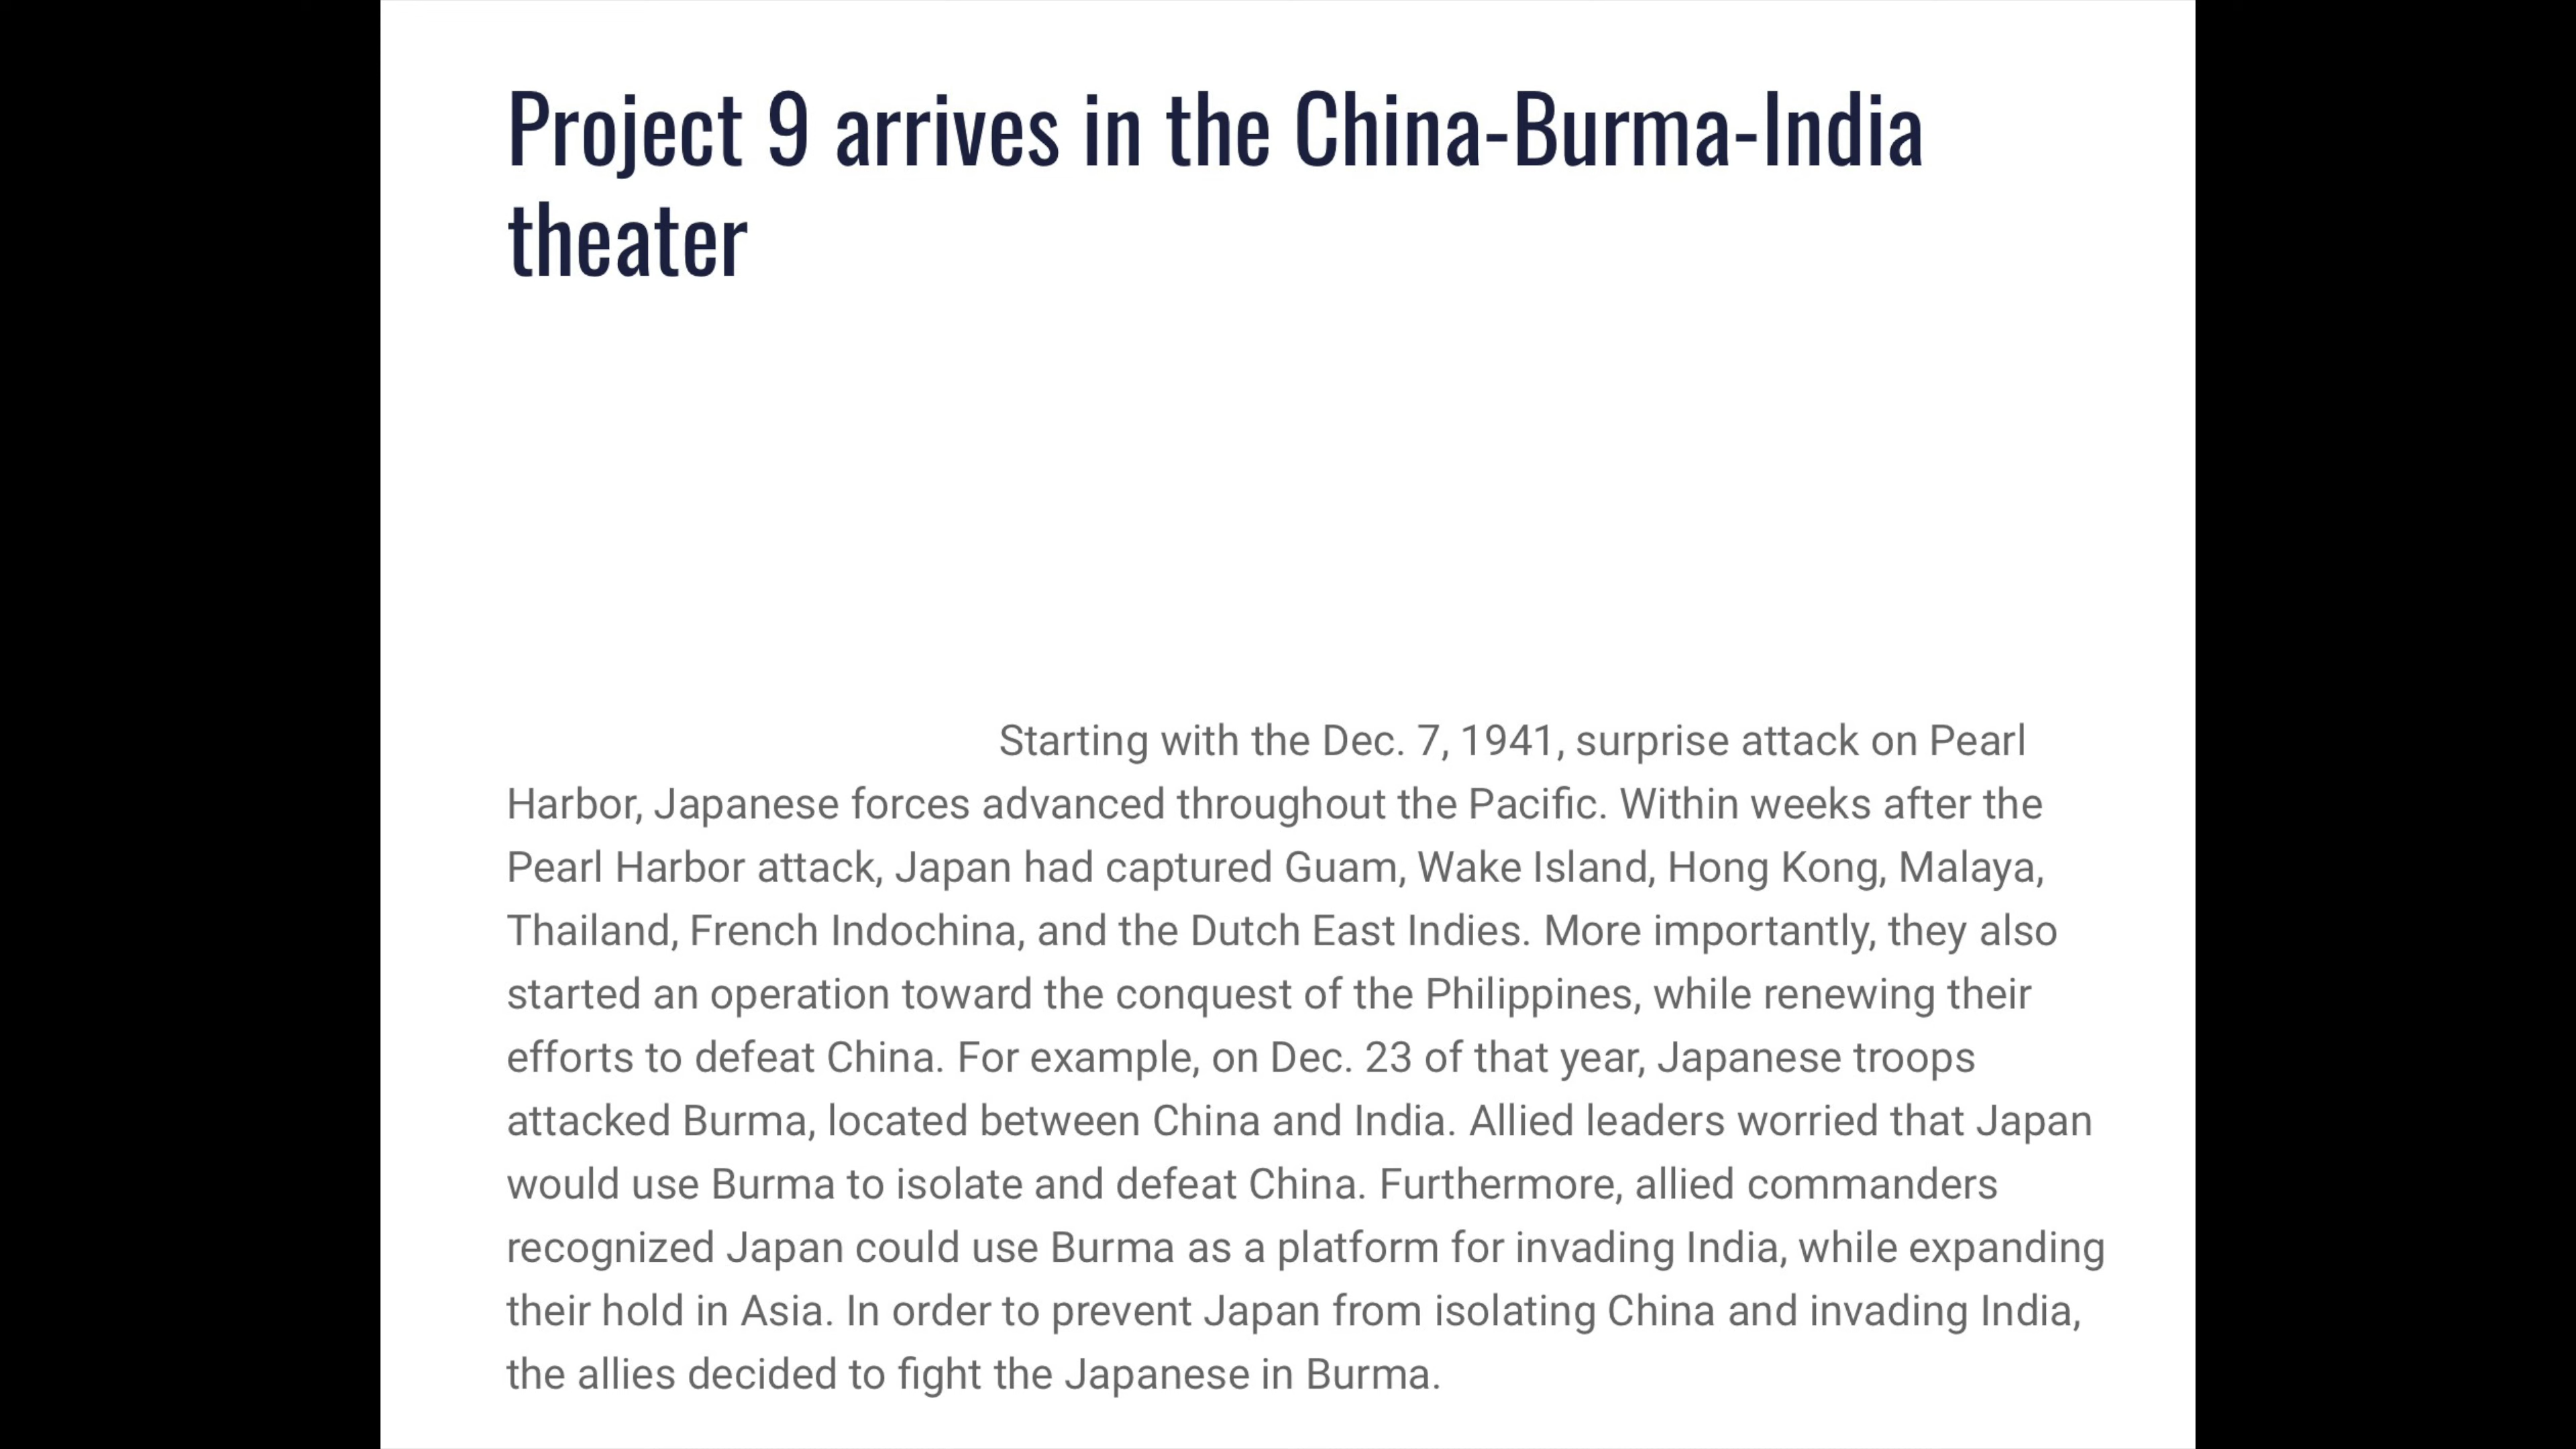 Project 9 arrives in the China-Burma-India
theater
Starting with the Dec. 7, 1941, surprise attack on Pearl
Harbor, Japanese forces advanced throughout the Pacific. Within weeks after the
Pearl Harbor attack, Japan had captured Guam, Wake Island, Hong Kong, Malaya,
Thailand, French Indochina, and the Dutch East Indies. More importantly, they also
started an operation toward the conquest of the Philippines, while renewing their
efforts to defeat China. For example, on Dec. 23 of that year, Japanese troops
attacked Burma, located between China and India. Allied leaders worried that Japan
would use Burma to isolate and defeat China. Furthermore, allied commanders
recognized Japan could use Burma as a platform for invading India, while expanding
their hold in Asia. In order to prevent Japan from isolating China and invading India,
the allies decided to fight the Japanese in Burma.